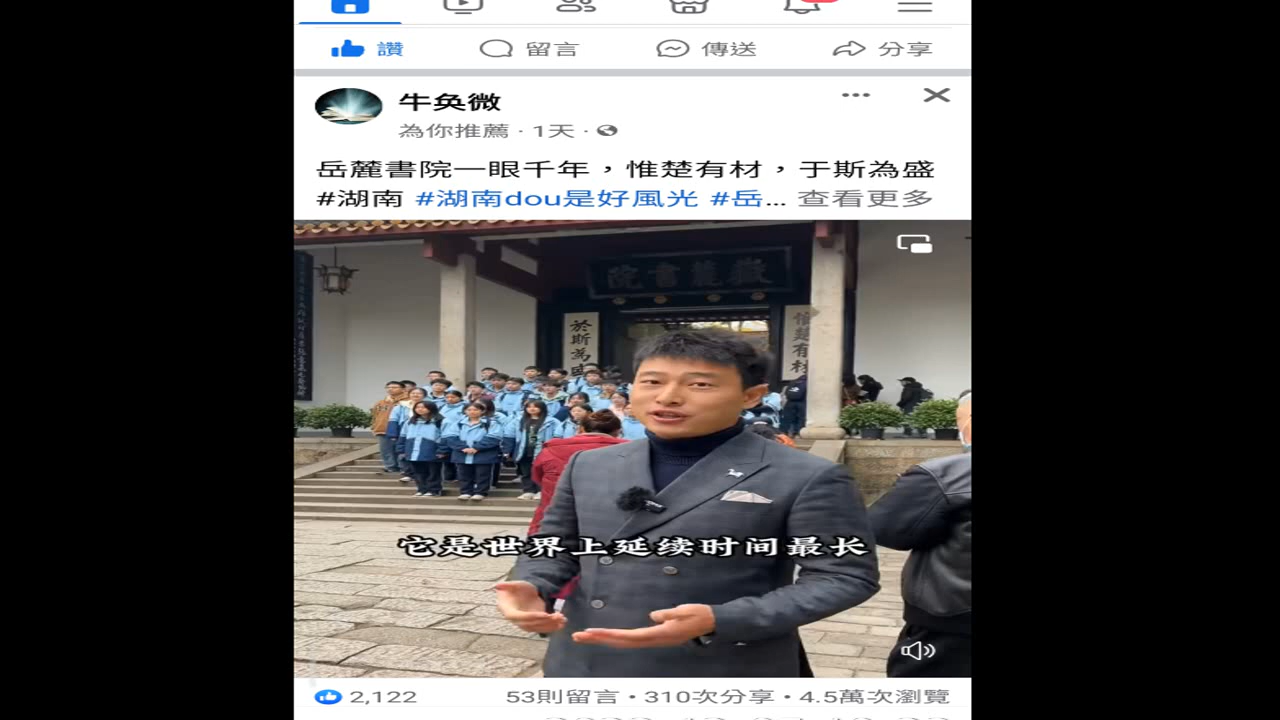 讚 留言 傳送 分享
牛奐微
為你推薦 · 1天 ·
岳麓書院一眼千年，惟楚有材，于斯為盛
#湖南 #湖南dou是好風光 #岳... 查看更多
院書麓嶽
於斯為盛
惟楚有材
它是世界上延续时间最长
2,122
53則留言 · 310次分享 · 4.5萬次瀏覽